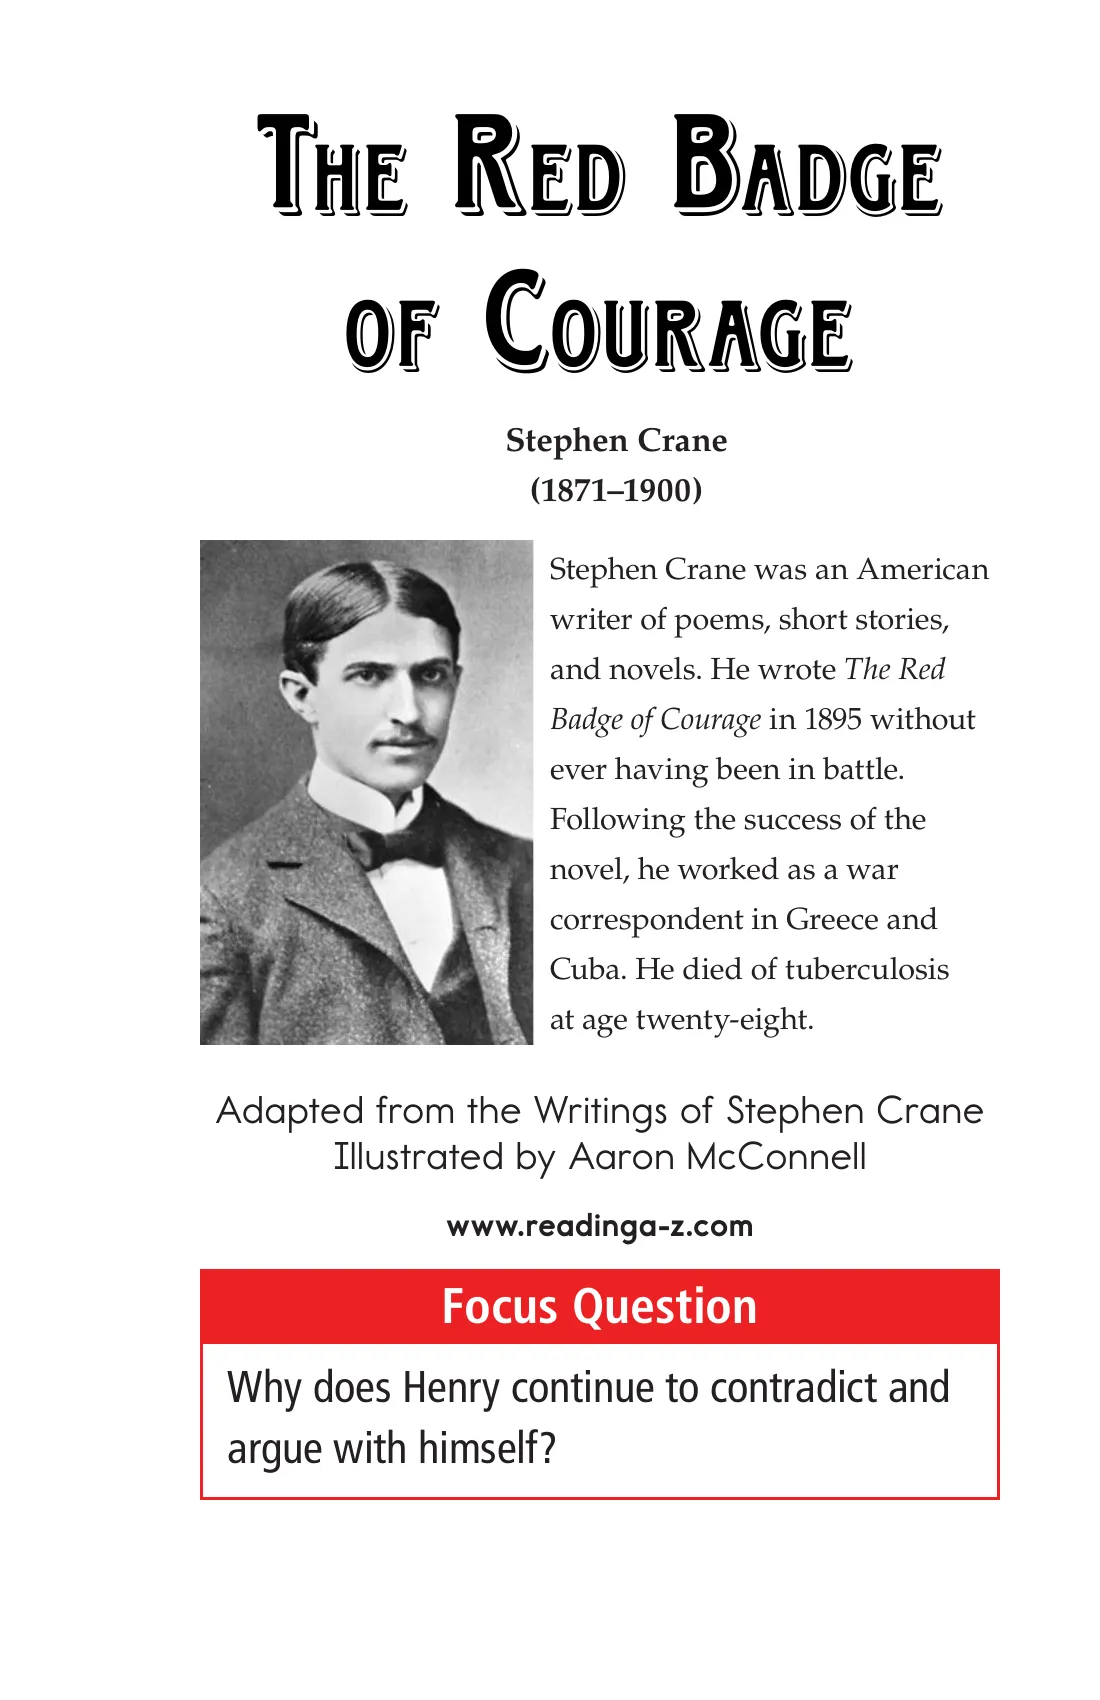 The Red Badge
of Courage
Stephen Crane
(1871–1900)
Stephen Crane was an American
writer of poems, short stories,
and novels. He wrote The Red
Badge of Courage in 1895 without
ever having been in battle.
Following the success of the
novel, he worked as a war
correspondent in Greece and
Cuba. He died of tuberculosis
at age twenty-eight.
Adapted from the Writings of Stephen Crane
Illustrated by Aaron McConnell
www.readinga-z.com
Focus Question
Why does Henry continue to contradict and
argue with himself?